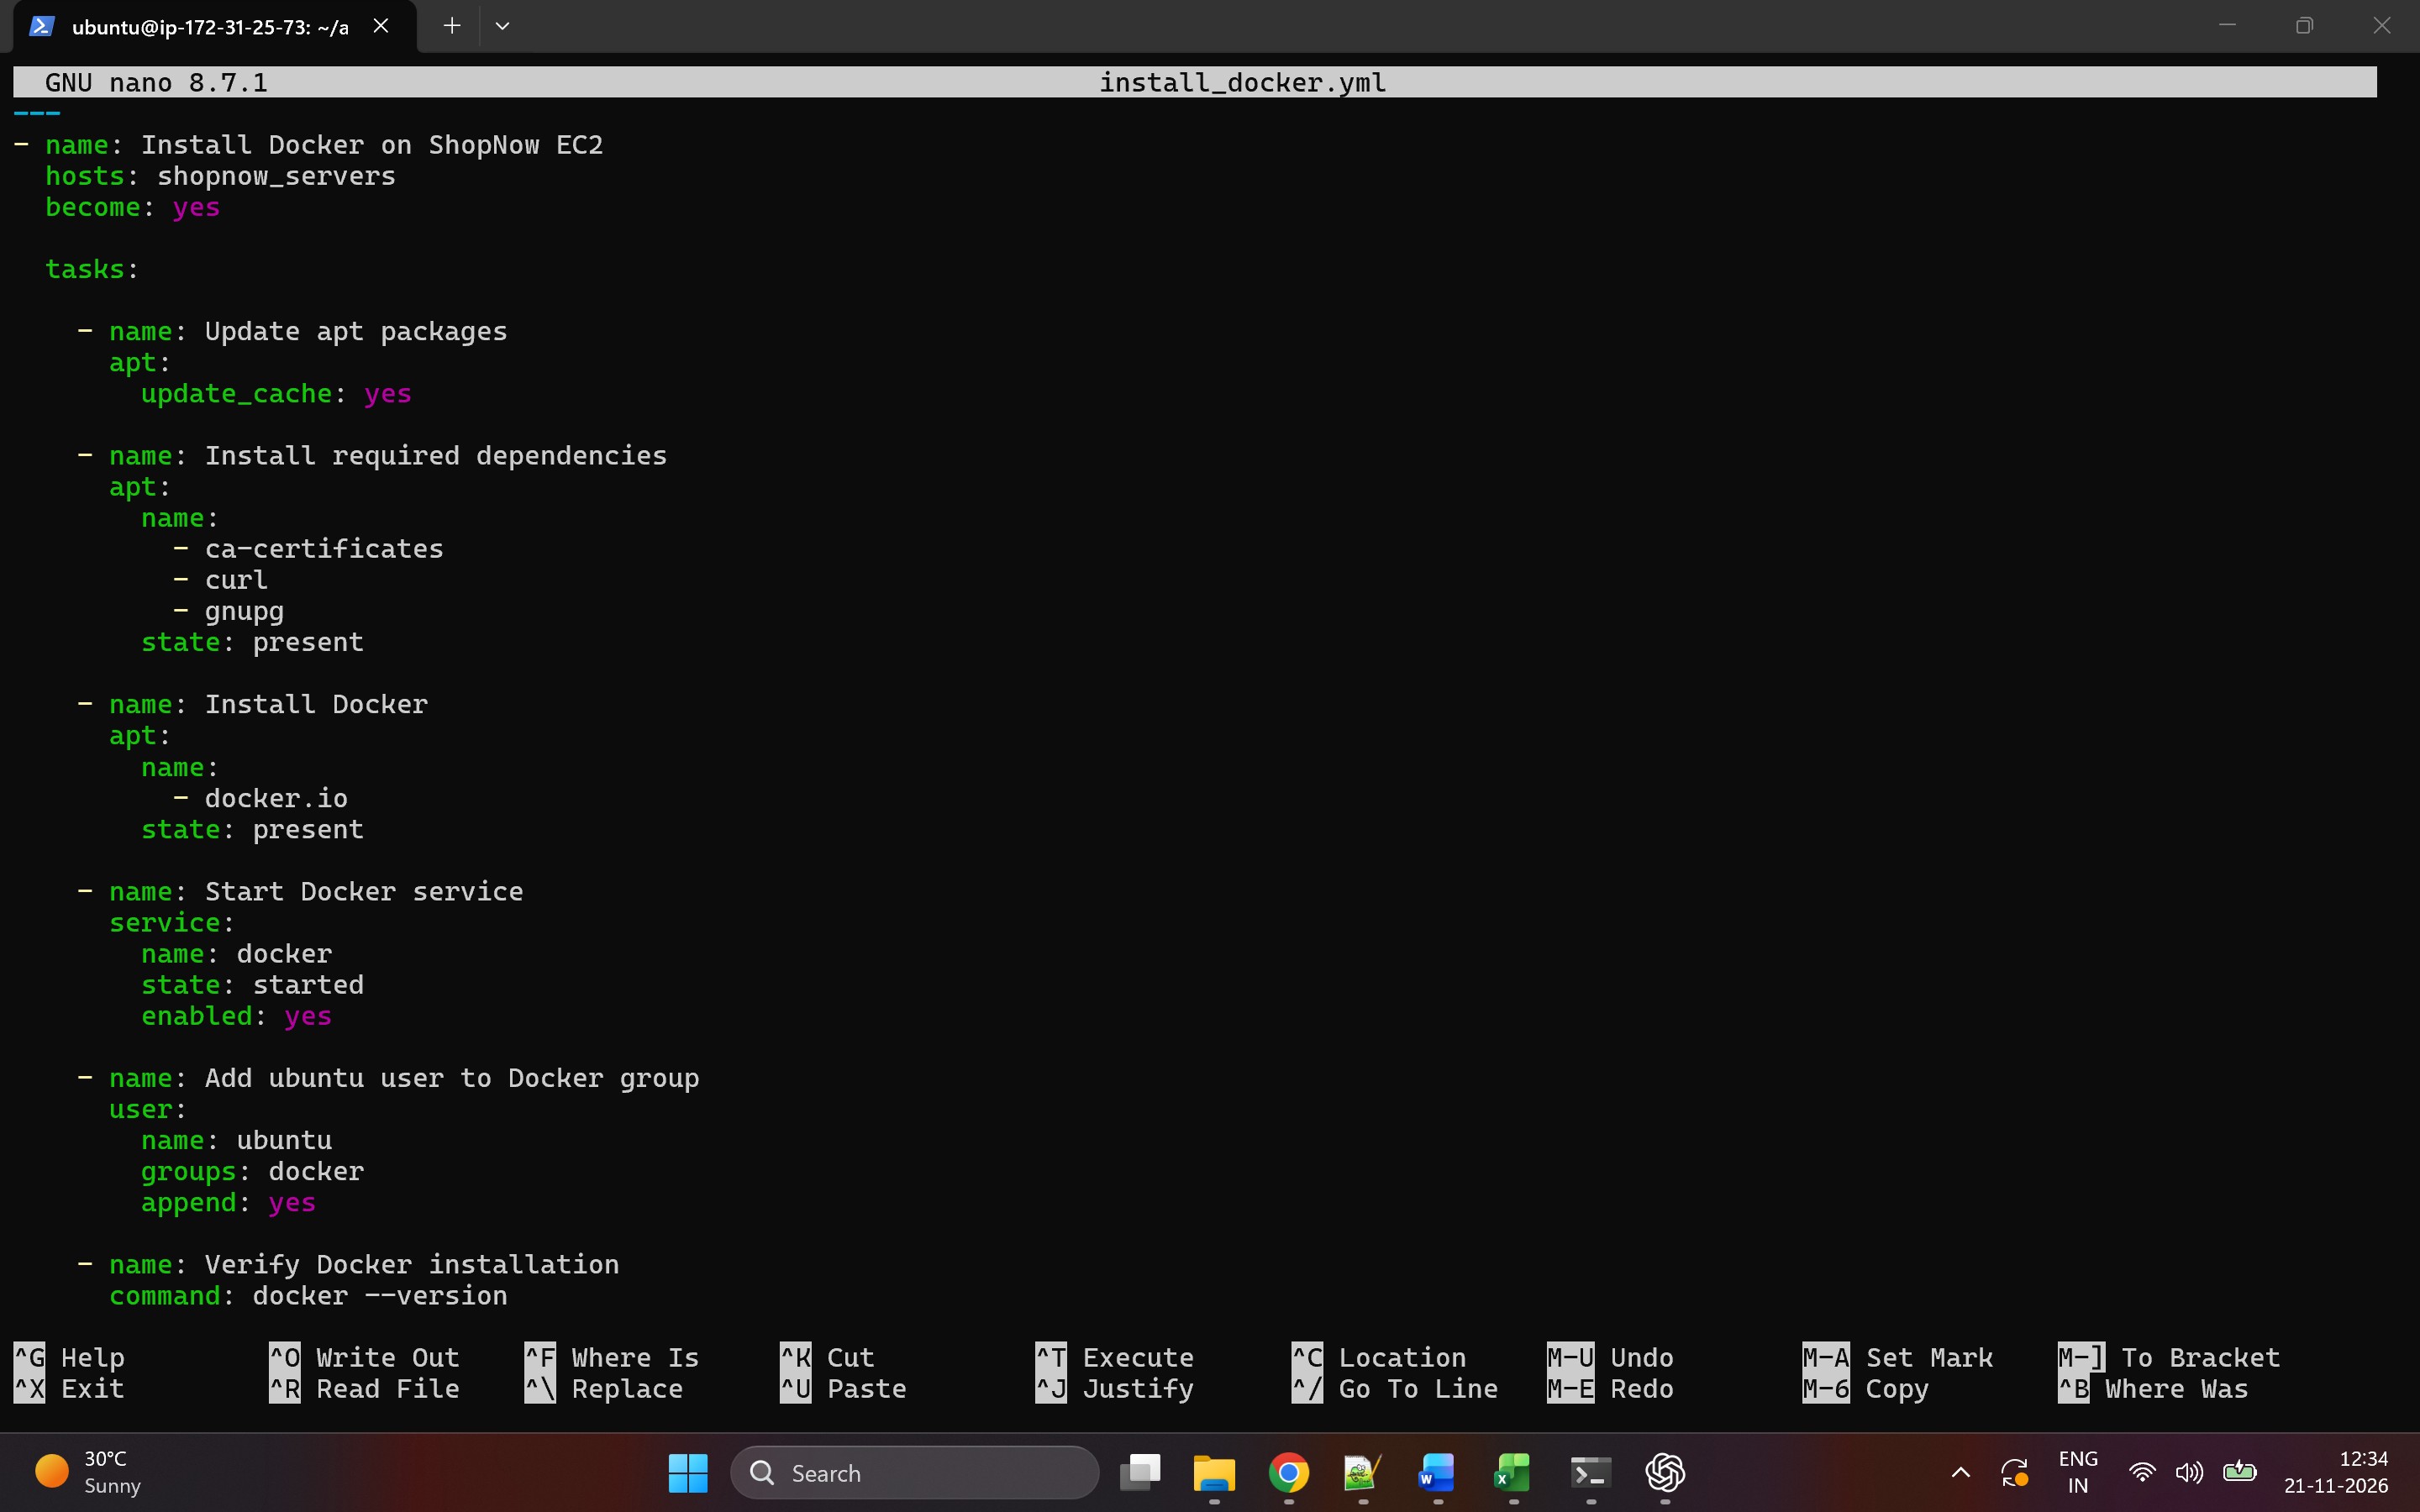 ubuntu@ip-172-31-25-73: ~/a
GNU nano 8.7.1 install_docker.yml
---
- name: Install Docker on ShopNow EC2
  hosts: shopnow_servers
  become: yes

  tasks:

    - name: Update apt packages
      apt:
        update_cache: yes

    - name: Install required dependencies
      apt:
        name:
          - ca-certificates
          - curl
          - gnupg
        state: present

    - name: Install Docker
      apt:
        name:
          - docker.io
        state: present

    - name: Start Docker service
      service:
        name: docker
        state: started
        enabled: yes

    - name: Add ubuntu user to Docker group
      user:
        name: ubuntu
        groups: docker
        append: yes

    - name: Verify Docker installation
      command: docker --version

^G Help ^O Write Out ^F Where Is ^K Cut ^T Execute ^C Location M-U Undo M-A Set Mark M-] To Bracket
^X Exit ^R Read File ^\ Replace ^U Paste ^J Justify ^/ Go To Line M-E Redo M-6 Copy ^B Where Was
30°C
Sunny
Search
ENG
IN
12:34
21-11-2026